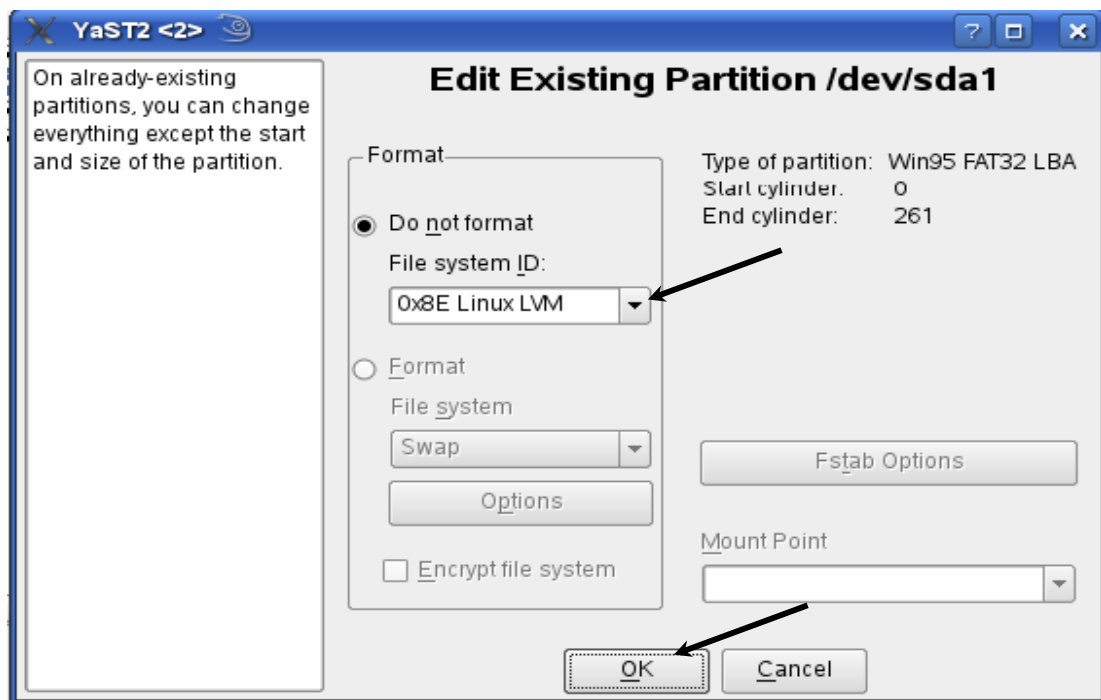 YaST2 <2>
On already-existing
partitions, you can change
everything except the start
and size of the partition.
Edit Existing Partition /dev/sda1
Format
Do not format
File system ID:
0x8E Linux LVM
Format
File system
Swap
Options
Encrypt file system
Type of partition: Win95 FAT32 LBA
Start cylinder: 0
End cylinder: 261
Fstab Options
Mount Point
OK
Cancel